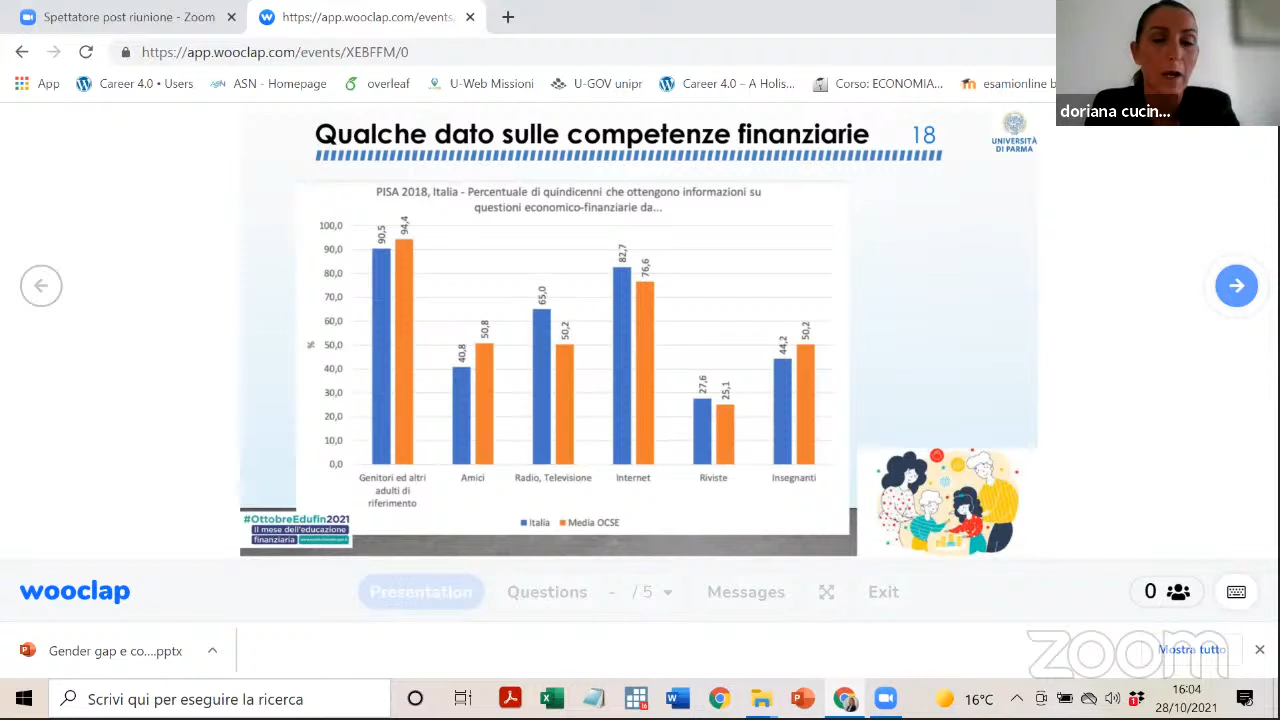 Spettatore post riunione - Zoom
https://app.wooclap.com/events,
https://app.wooclap.com/events/XEBFFM/0
App
Career 4.0 • Users
ASN - Homepage
overleaf
U-Web Missioni
U-GOV unipr
Career 4.0 – A Holis...
Corso: ECONOMIA...
esamionline
doriana cucin...
Qualche dato sulle competenze finanziarie
18
UNIVERSITÀ
DI PARMA
PISA 2018, Italia - Percentuale di quindicenni che ottengono informazioni su
questioni economico-finanziarie da...
100,0
90,0
80,0
70,0
60,0
50,0
40,0
30,0
20,0
10,0
0,0
%
90,5
94,4
40,8
50,8
65,0
50,2
82,7
76,6
27,6
25,1
44,2
50,2
Genitori ed altri
adulti di
riferimento
Amici
Radio, Televisione
Internet
Riviste
Insegnanti
Italia
Media OCSE
#OttobreEdufin2021
Il mese dell'educazione
finanziaria
wooclap
Presentation
Questions
- / 5
Messages
Exit
0
Gender gap e co....pptx
zoom
Mostra tutto
Scrivi qui per eseguire la ricerca
16°C
16:04
28/10/2021